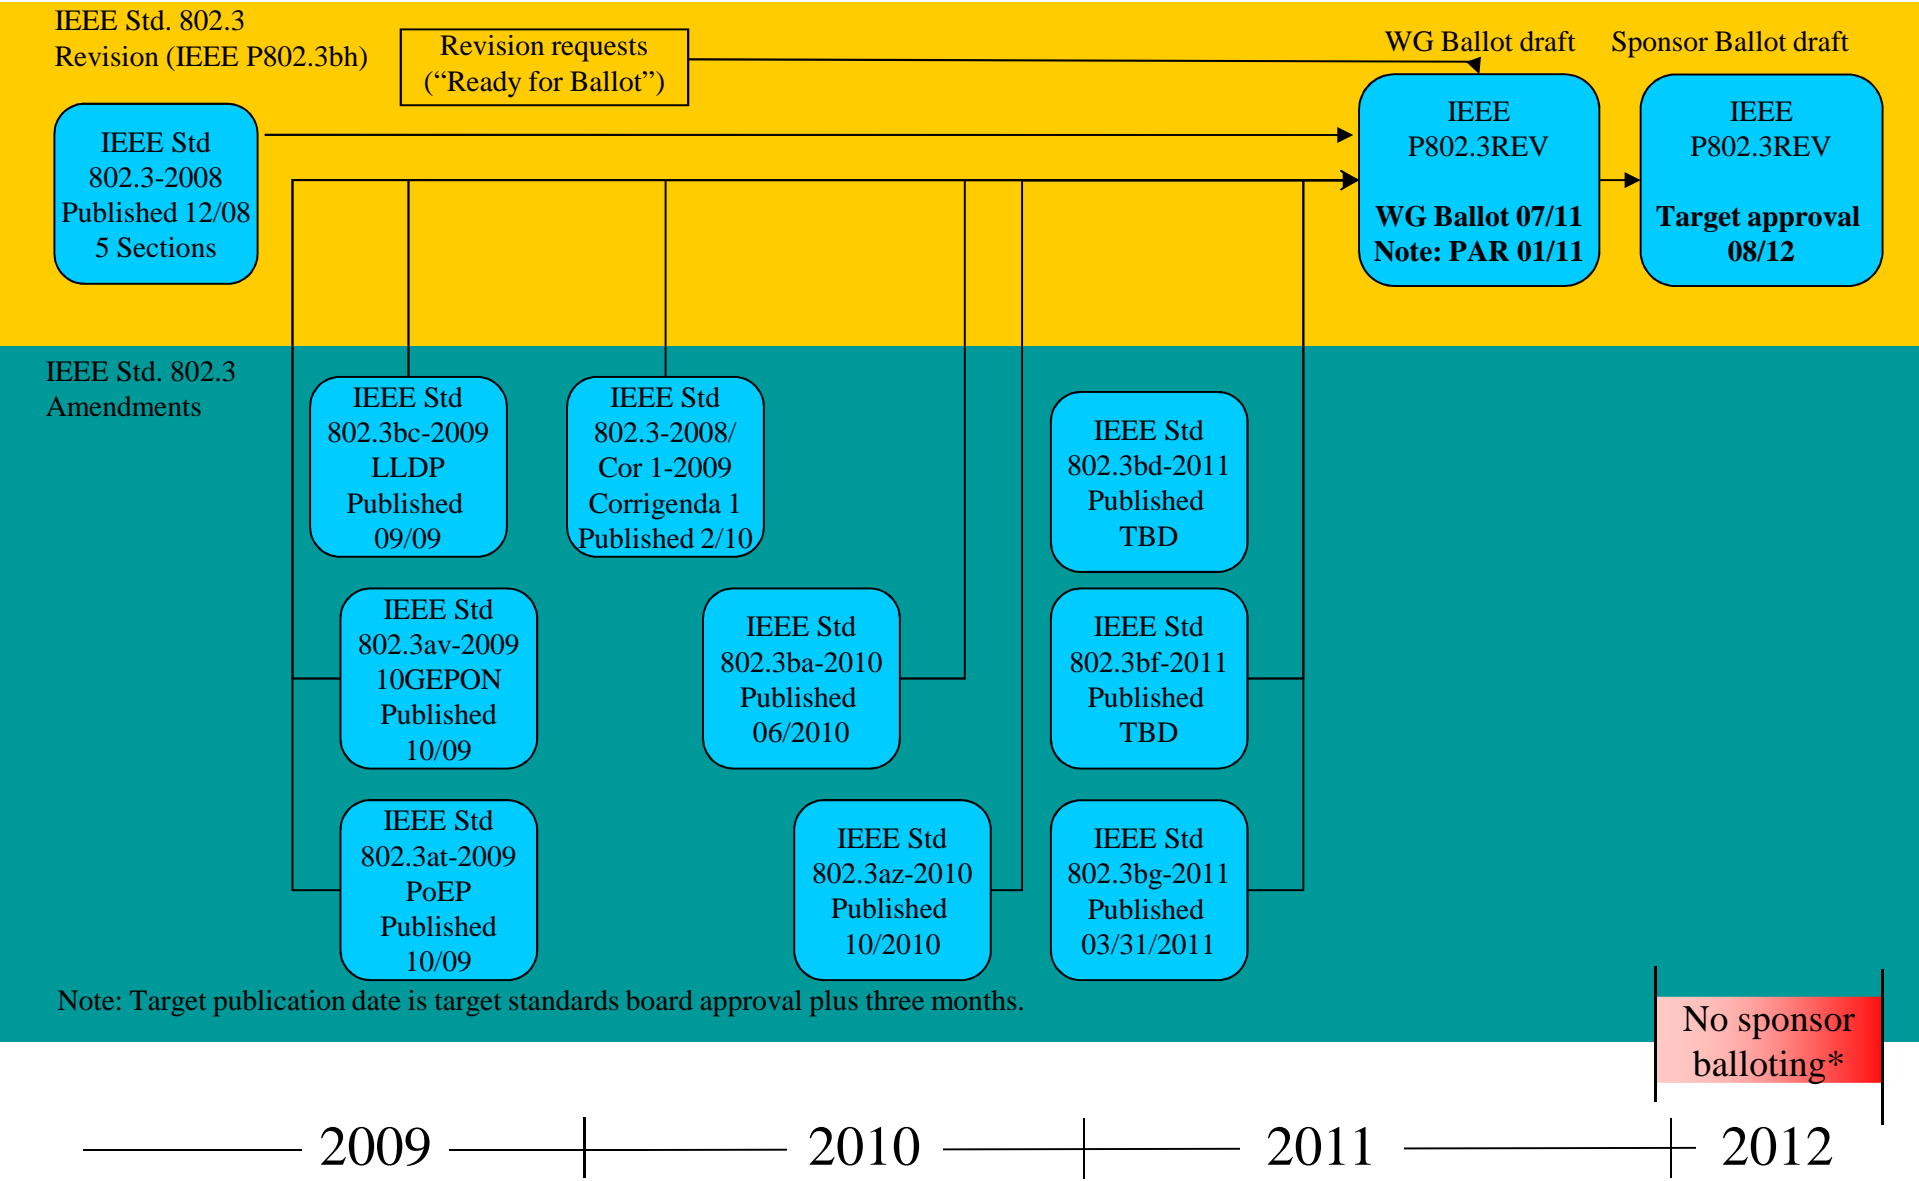 IEEE Std. 802.3
Revision (IEEE P802.3bh)
Revision requests
(“Ready for Ballot”)
WG Ballot draft
Sponsor Ballot draft
IEEE Std
802.3-2008
Published 12/08
5 Sections
IEEE
P802.3REV
WG Ballot 07/11
Note: PAR 01/11
IEEE
P802.3REV
Target approval
08/12
IEEE Std. 802.3
Amendments
IEEE Std
802.3bc-2009
LLDP
Published
09/09
IEEE Std
802.3-2008/
Cor 1-2009
Corrigenda 1
Published 2/10
IEEE Std
802.3bd-2011
Published
TBD
IEEE Std
802.3av-2009
10GEPON
Published
10/09
IEEE Std
802.3ba-2010
Published
06/2010
IEEE Std
802.3bf-2011
Published
TBD
IEEE Std
802.3at-2009
PoEP
Published
10/09
IEEE Std
802.3az-2010
Published
10/2010
IEEE Std
802.3bg-2011
Published
03/31/2011
Note: Target publication date is target standards board approval plus three months.
No sponsor
balloting*
2009
2010
2011
2012